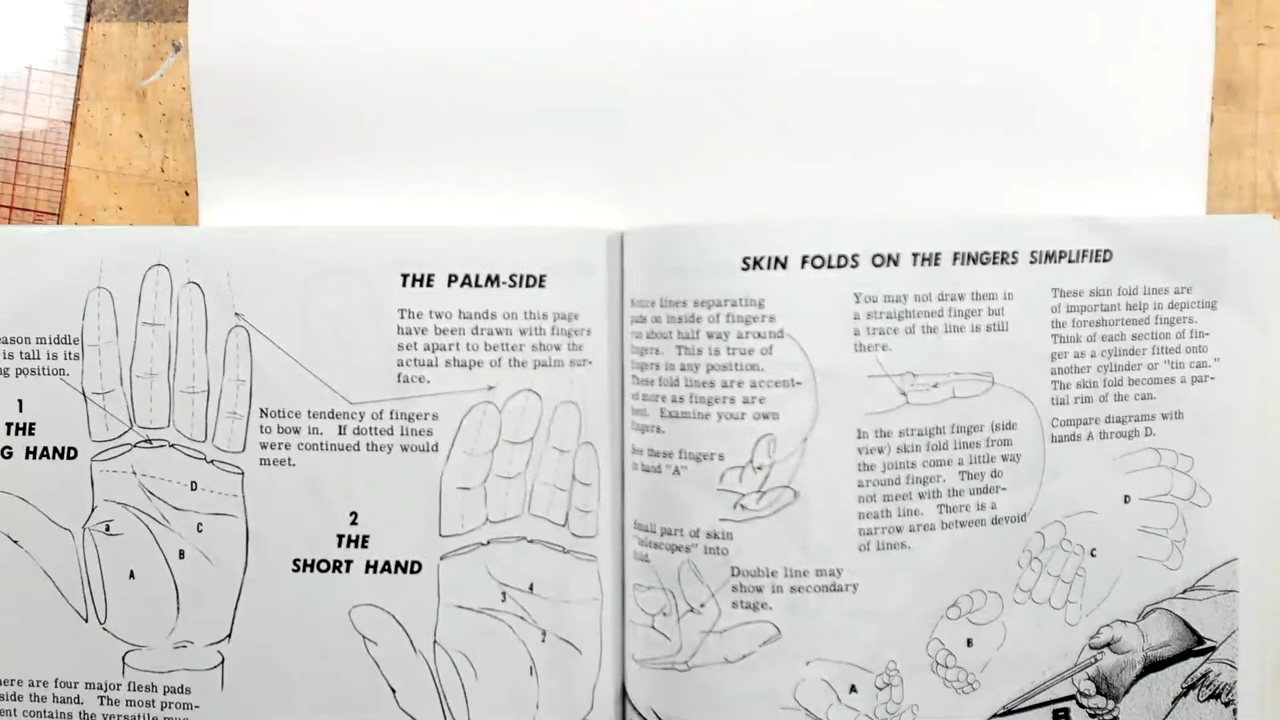 THE PALM-SIDE
The two hands on this page
have been drawn with fingers
set apart to better show the
actual shape of the palm sur-
face.
eason middle
is tall is its
g position.
1
THE
G HAND
Notice tendency of fingers
to bow in. If dotted lines
were continued they would
meet.
2
THE
SHORT HAND
D
C
B
A
a
4
3
2
1
ere are four major flesh pads
side the hand. The most prom-
ent contains the versatile
SKIN FOLDS ON THE FINGERS SIMPLIFIED
lines separating
on inside of fingers
about half way around
fingers. This is true of
fingers in any position.
These fold lines are accent-
ed more as fingers are
bent. Examine your own
fingers.
See these fingers
in hand "A"
Small part of skin
"telescopes" into
fold.
Double line may
show in secondary
stage.
You may not draw them in
a straightened finger but
a trace of the line is still
there.
In the straight finger (side
view) skin fold lines from
the joints come a little way
around finger. They do
not meet with the under-
neath line. There is a
narrow area between devoid
of lines.
These skin fold lines are
of important help in depicting
the foreshortened fingers.
Think of each section of fin-
ger as a cylinder fitted onto
another cylinder or "tin can."
The skin fold becomes a par-
tial rim of the can.
Compare diagrams with
hands A through D.
D
C
B
A
B